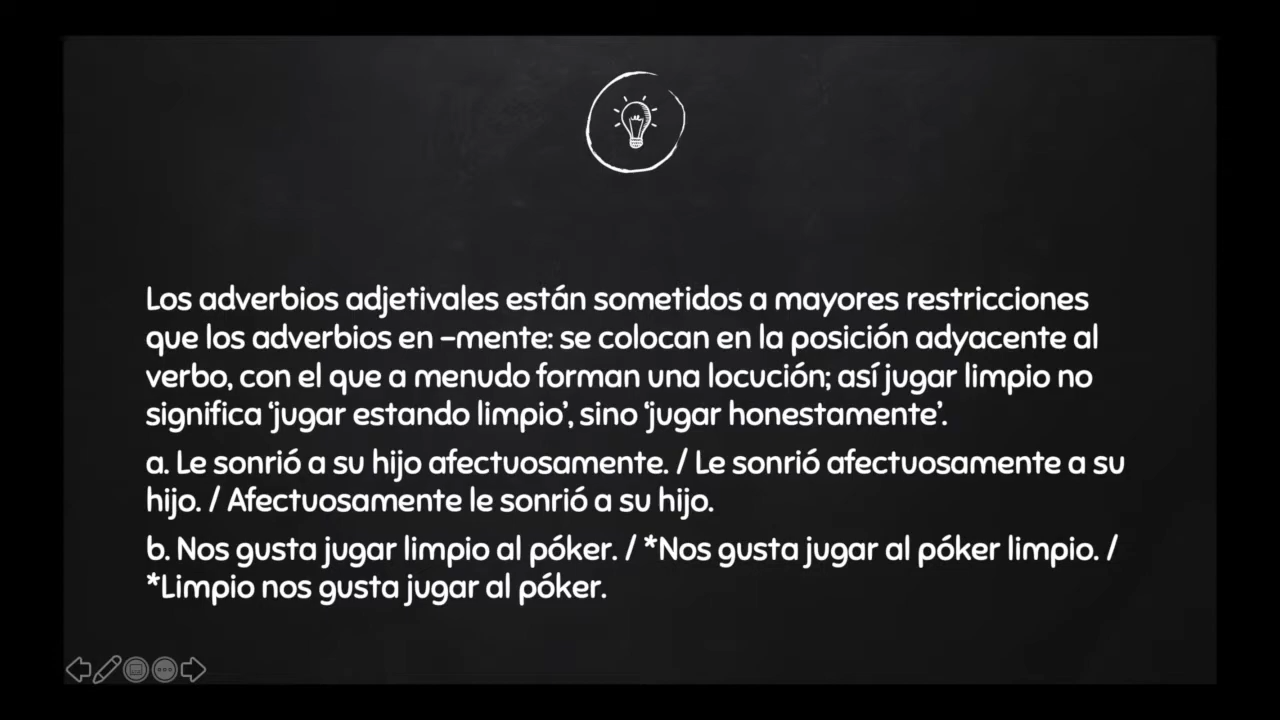 Los adverbios adjetivales están sometidos a mayores restricciones
que los adverbios en –mente: se colocan en la posición adyacente al
verbo, con el que a menudo forman una locución; así jugar limpio no
significa ‘jugar estando limpio’, sino ‘jugar honestamente’.
a. Le sonrió a su hijo afectuosamente. / Le sonrió afectuosamente a su
hijo. / Afectuosamente le sonrió a su hijo.
b. Nos gusta jugar limpio al póker. / *Nos gusta jugar al póker limpio. /
*Limpio nos gusta jugar al póker.